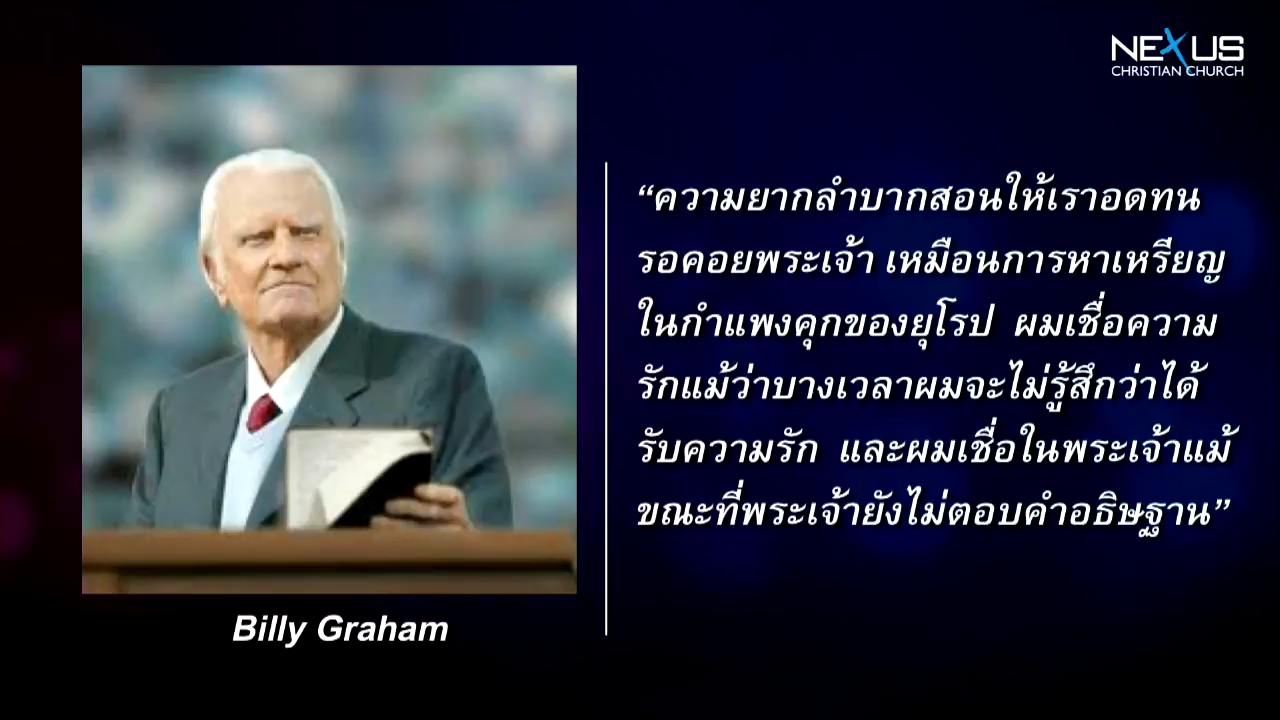 NEXUS
CHRISTIAN CHURCH
“ความยากลำบากสอนให้เราอดทน
รอคอยพระเจ้า เหมือนการหาเหรียญ
ในกำแพงคุกของยุโรป ผมเชื่อความ
รักแม้ว่าบางเวลาผมจะไม่รู้สึกว่าได้
รับความรัก และผมเชื่อในพระเจ้าแม้
ขณะที่พระเจ้ายังไม่ตอบคำอธิษฐาน”
Billy Graham